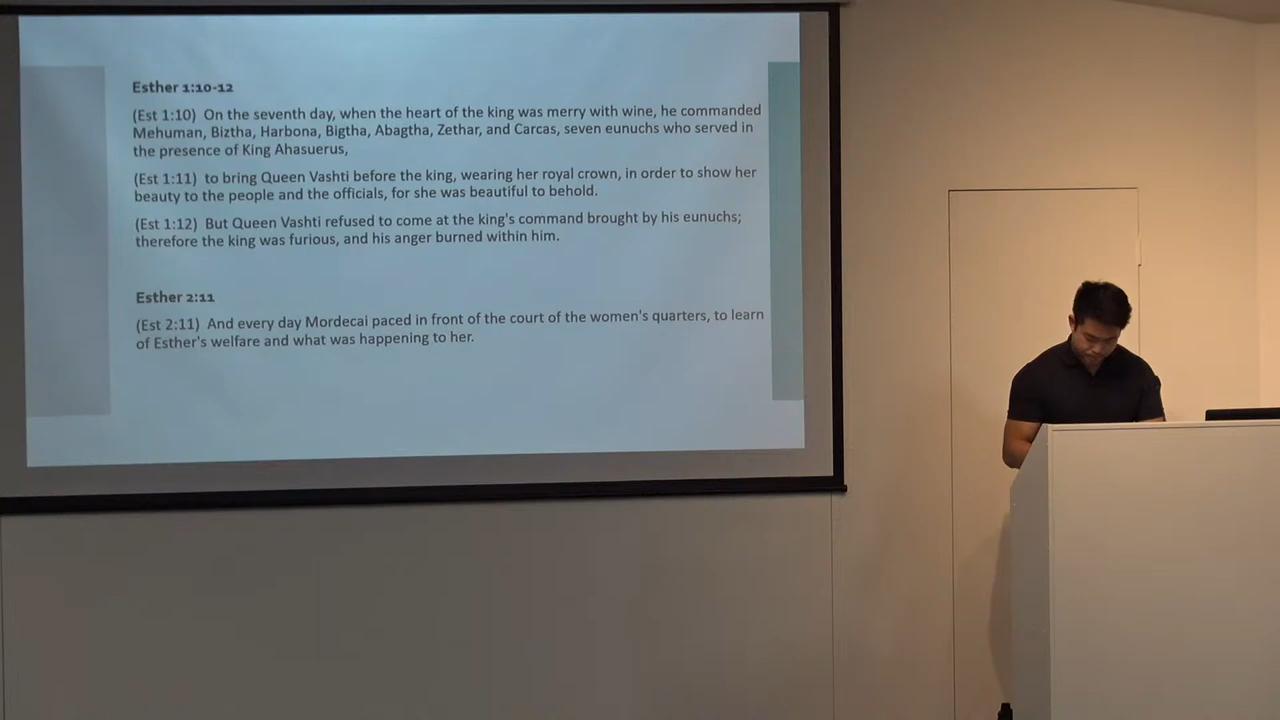 Esther 1:10-12
(Est 1:10) On the seventh day, when the heart of the king was merry with wine, he commanded
Mehuman, Biztha, Harbona, Bigtha, Abagtha, Zethar, and Carcas, seven eunuchs who served in
the presence of King Ahasuerus,
(Est 1:11) to bring Queen Vashti before the king, wearing her royal crown, in order to show her
beauty to the people and the officials, for she was beautiful to behold.
(Est 1:12) But Queen Vashti refused to come at the king's command brought by his eunuchs;
therefore the king was furious, and his anger burned within him.
Esther 2:11
(Est 2:11) And every day Mordecai paced in front of the court of the women's quarters, to learn
of Esther's welfare and what was happening to her.